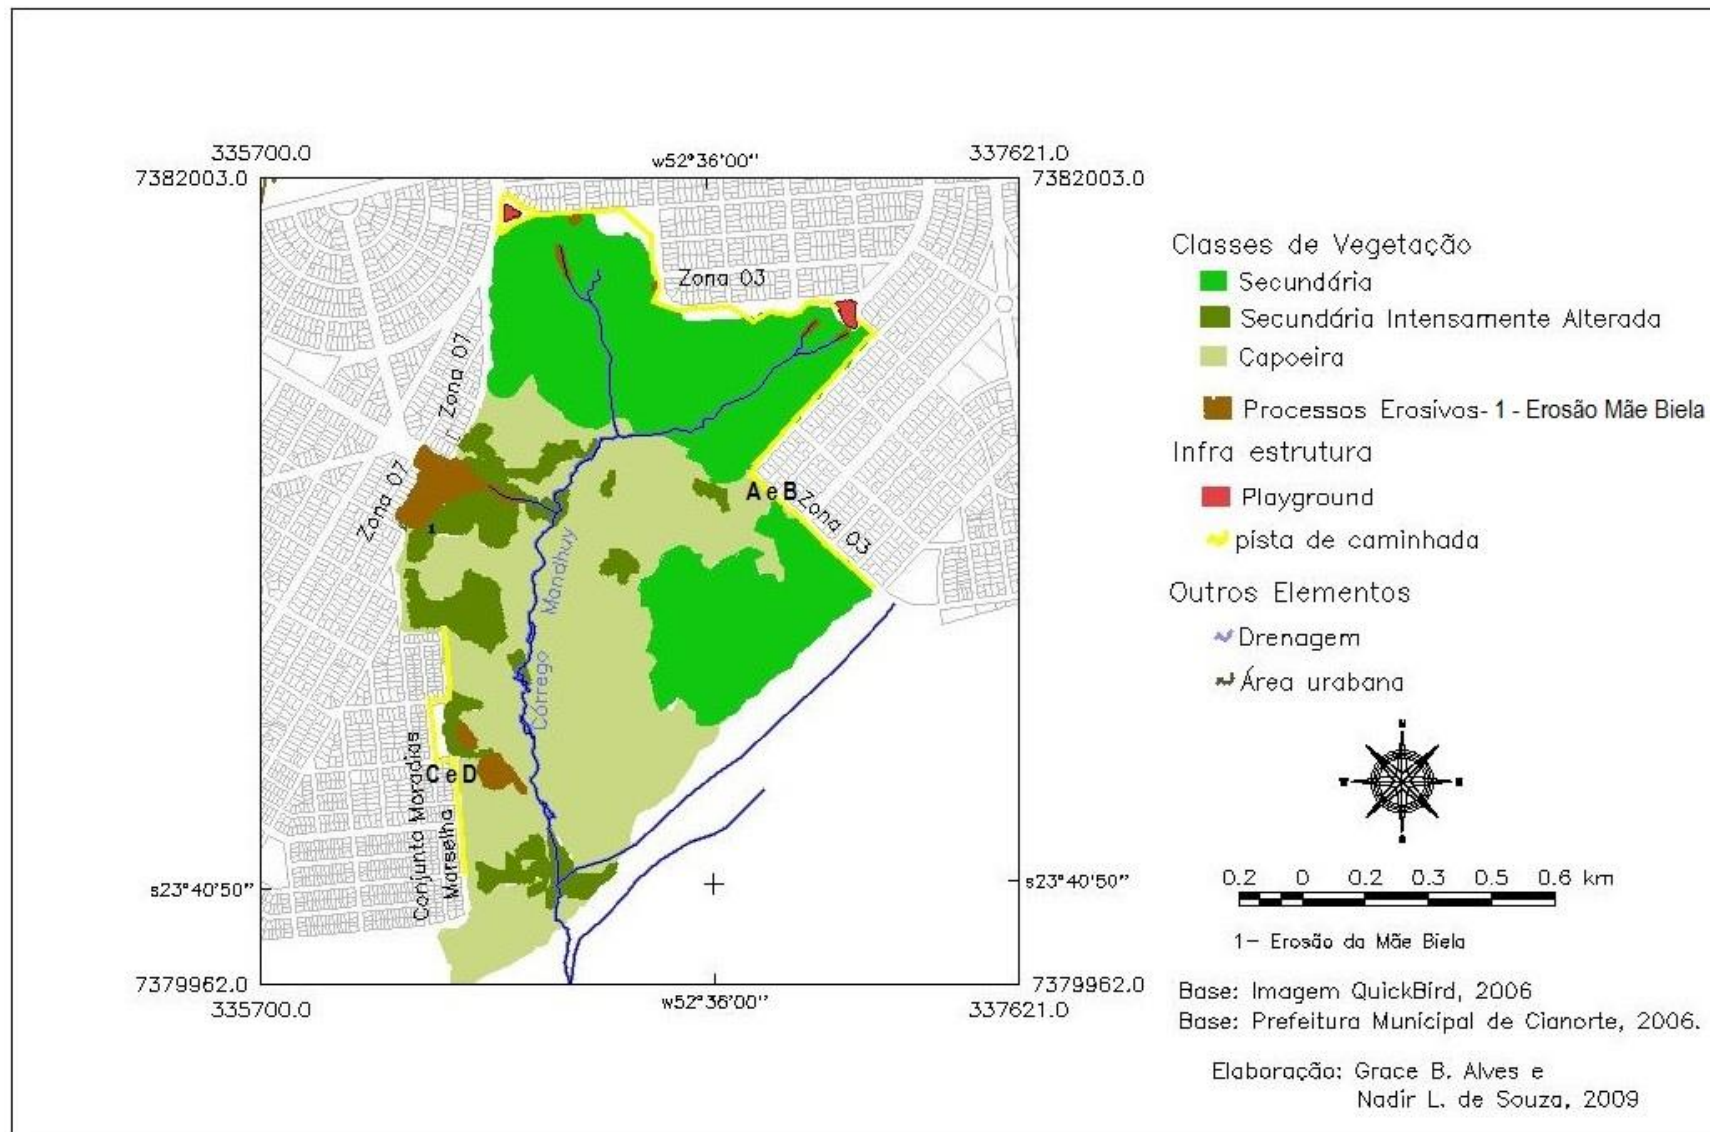 335700.0
w52°36'00"
337621.0
7382003.0
7382003.0
Zona 03
Zona 07
Zona 07
1
A e B
Zona 03
Córrego Mandhuy
C e D
Conjunto Moradias
Marselha
s23°40'50"
s23°40'50"
7379962.0
7379962.0
335700.0
w52°36'00"
337621.0
Classes de Vegetação
Secundária
Secundária Intensamente Alterada
Capoeira
Processos Erosivos- 1 - Erosão Mãe Biela
Infra estrutura
Playground
pista de caminhada
Outros Elementos
Drenagem
Área urabana
0.2 0 0.2 0.3 0.5 0.6 km
1- Erosão da Mãe Biela
Base: Imagem QuickBird, 2006
Base: Prefeitura Municipal de Cianorte, 2006.
Elaboração: Grace B. Alves e
Nadir L. de Souza, 2009